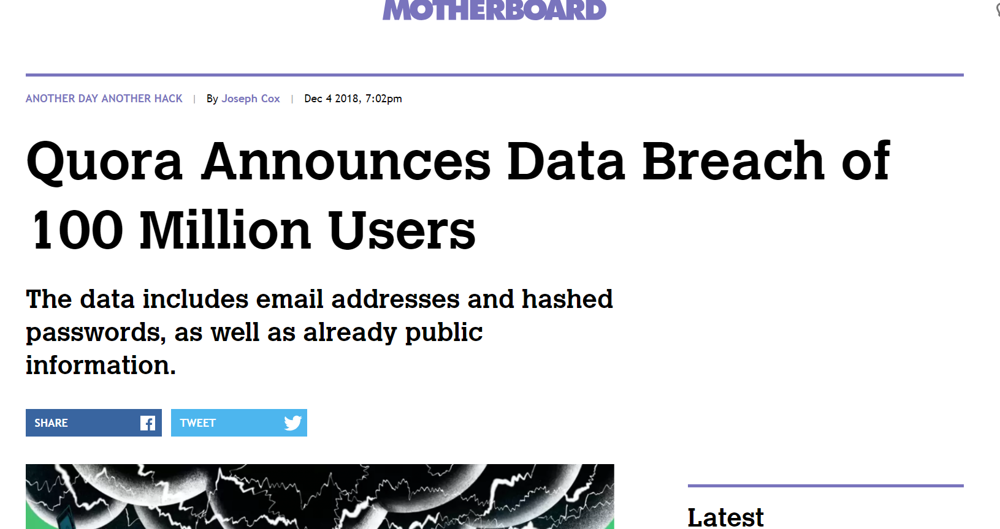 MOTHERBOARD
ANOTHER DAY ANOTHER HACK | By Joseph Cox | Dec 4 2018, 7:02pm
Quora Announces Data Breach of
100 Million Users
The data includes email addresses and hashed
passwords, as well as already public
information.
SHARE
TWEET
Latest